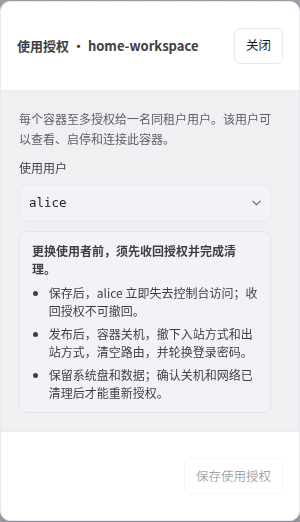 使用授权 · home-workspace
关闭
每个容器至多授权给一名同租户用户。该用户可
以查看、启停和连接此容器。
使用用户
alice
更换使用者前，须先收回授权并完成清
理。
• 保存后，alice 立即失去控制台访问；收
回授权不可撤回。
• 发布后，容器关机，撤下入站方式和出
站方式，清空路由，并轮换登录密码。
• 保留系统盘和数据；确认关机和网络已
清理后才能重新授权。
保存使用授权